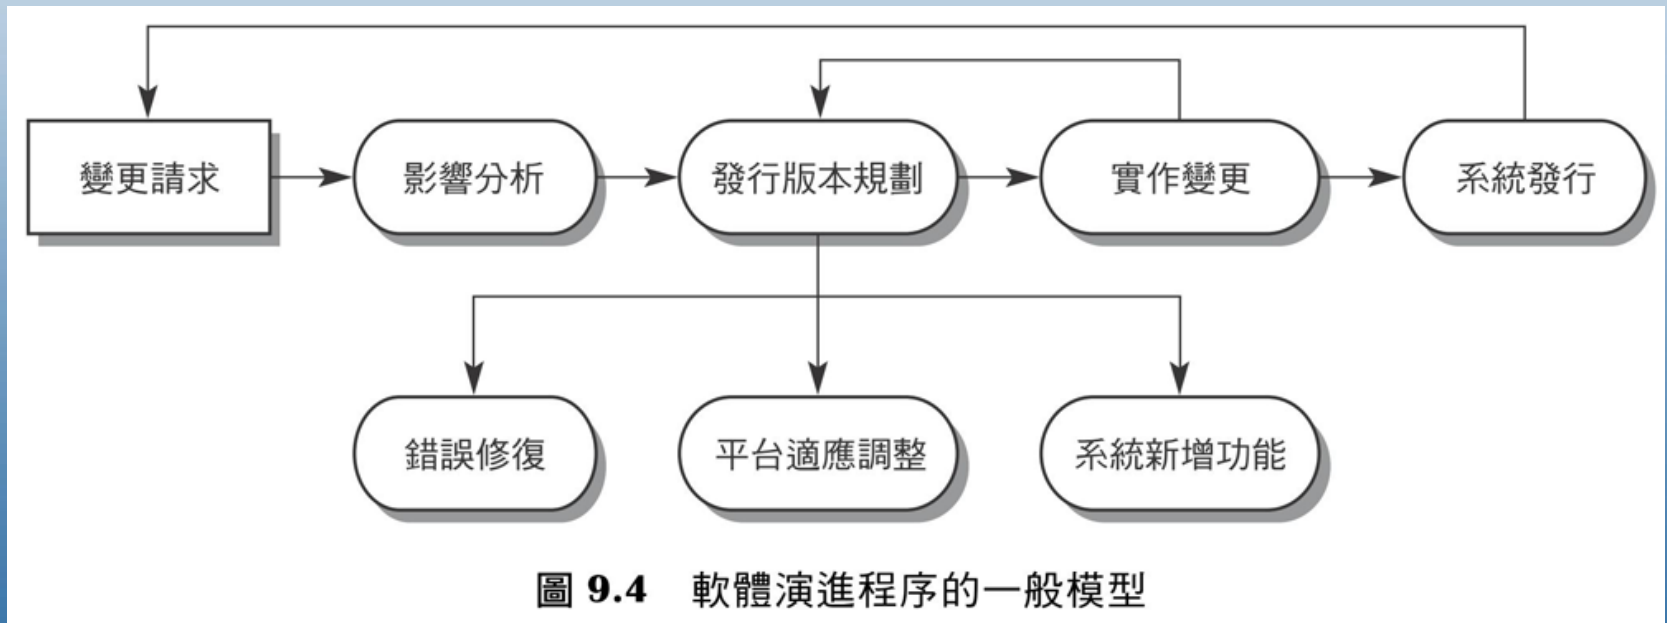 變更請求
影響分析
發行版本規劃
實作變更
系統發行
錯誤修復
平台適應調整
系統新增功能
圖 9.4 軟體演進程序的一般模型